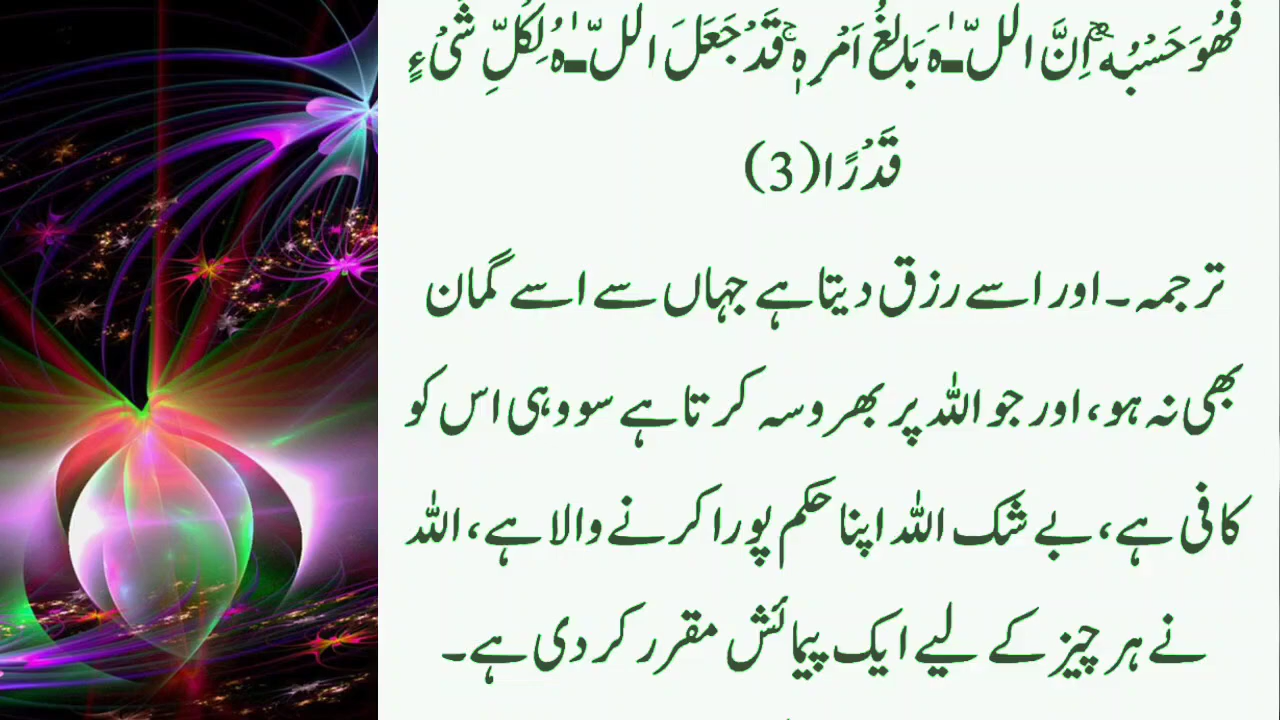 فَهُوَ حَسْبُهٗ ۚ اِنَّ اللّـٰهَ بَالِغُ اَمْرِهٖ ۚ قَدْ جَعَلَ اللّـٰهُ لِكُلِّ شَىْءٍ
قَدْرًا (3)
ترجمہ۔ اور اسے رزق دیتا ہے جہاں سے اسے گمان
بھی نہ ہو، اور جو اللہ پر بھروسہ کرتا ہے سو وہی اس کو
کافی ہے، بے شک اللہ اپنا حکم پورا کرنے والا ہے، اللہ
نے ہر چیز کے لیے ایک پیمائش مقرر کر دی ہے۔